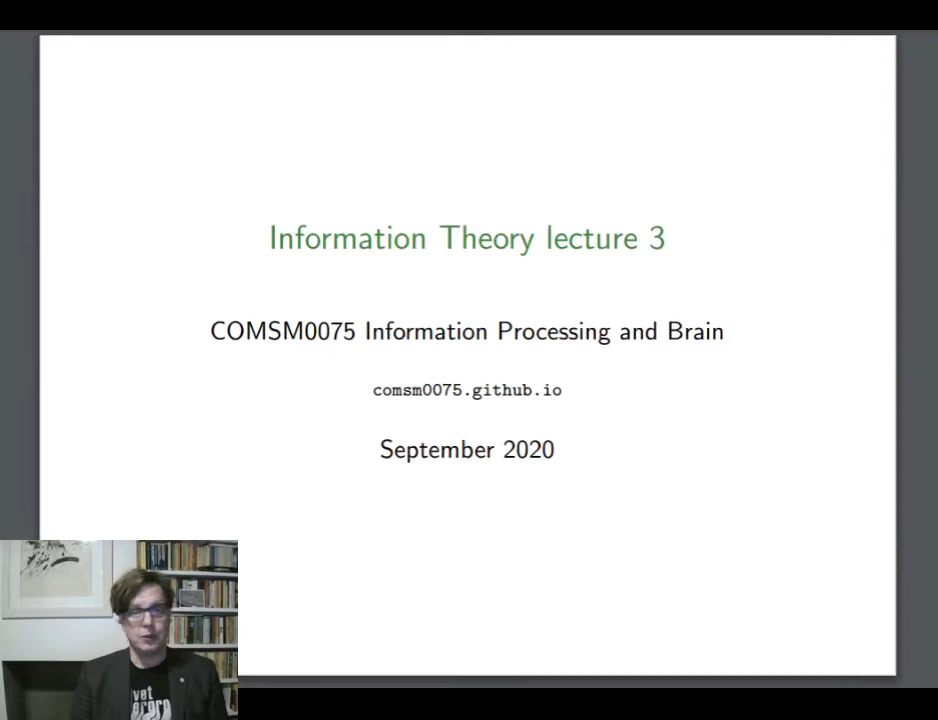 Information Theory lecture 3
COMSM0075 Information Processing and Brain
comsm0075.github.io
September 2020